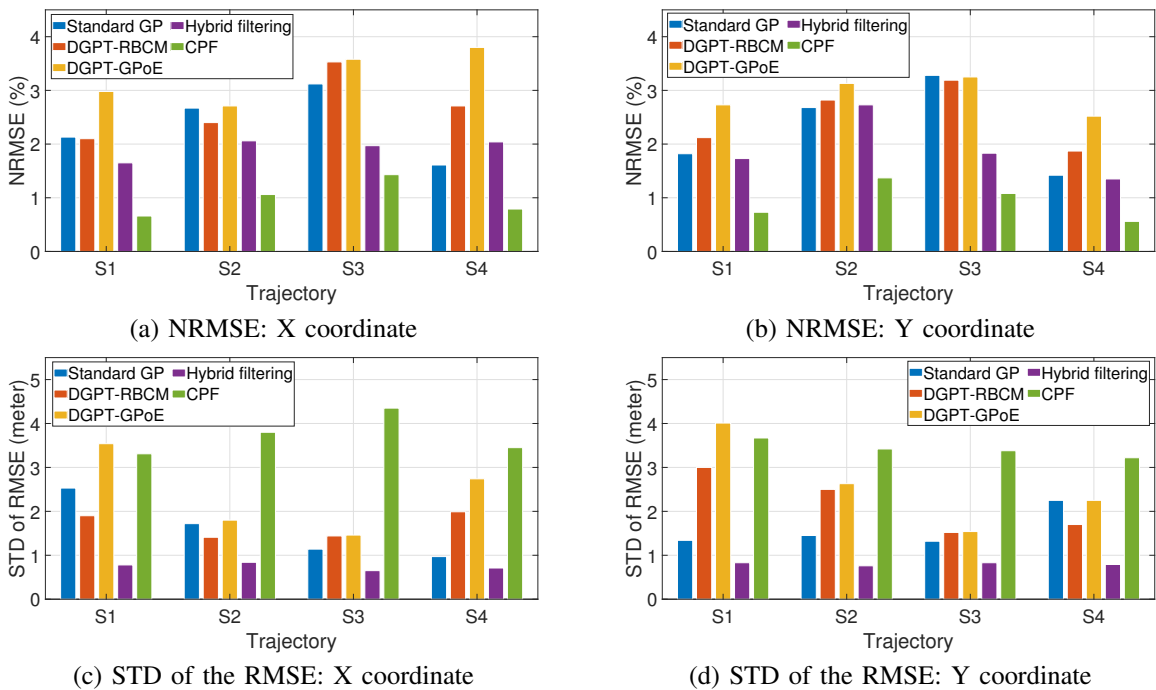 Standard GP Hybrid filtering
DGPT-RBCM CPF
DGPT-GPoE
4
3
2
1
0
NRMSE (%)
S1 S2 S3 S4
Trajectory
(a) NRMSE: X coordinate
Standard GP Hybrid filtering
DGPT-RBCM CPF
DGPT-GPoE
4
3
2
1
0
NRMSE (%)
S1 S2 S3 S4
Trajectory
(b) NRMSE: Y coordinate
Standard GP Hybrid filtering
DGPT-RBCM CPF
DGPT-GPoE
5
4
3
2
1
0
STD of RMSE (meter)
S1 S2 S3 S4
Trajectory
(c) STD of the RMSE: X coordinate
Standard GP Hybrid filtering
DGPT-RBCM CPF
DGPT-GPoE
5
4
3
2
1
0
STD of RMSE (meter)
S1 S2 S3 S4
Trajectory
(d) STD of the RMSE: Y coordinate